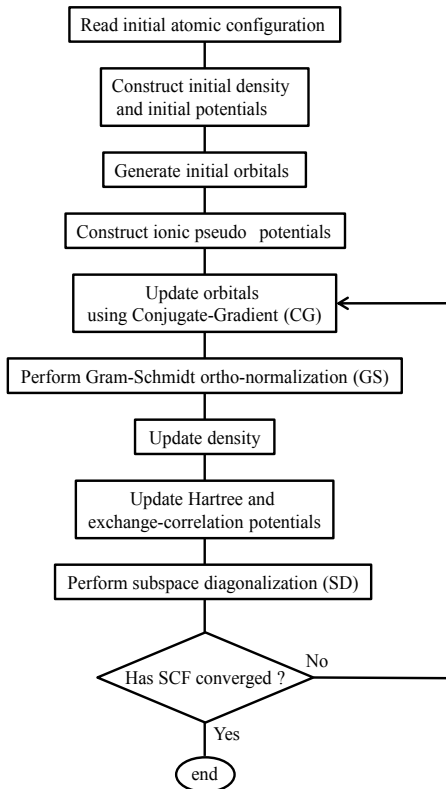 Read initial atomic configuration
Construct initial density
and initial potentials
Generate initial orbitals
Construct ionic pseudo potentials
Update orbitals
using Conjugate-Gradient (CG)
Perform Gram-Schmidt ortho-normalization (GS)
Update density
Update Hartree and
exchange-correlation potentials
Perform subspace diagonalization (SD)
Has SCF converged ?
No
Yes
end